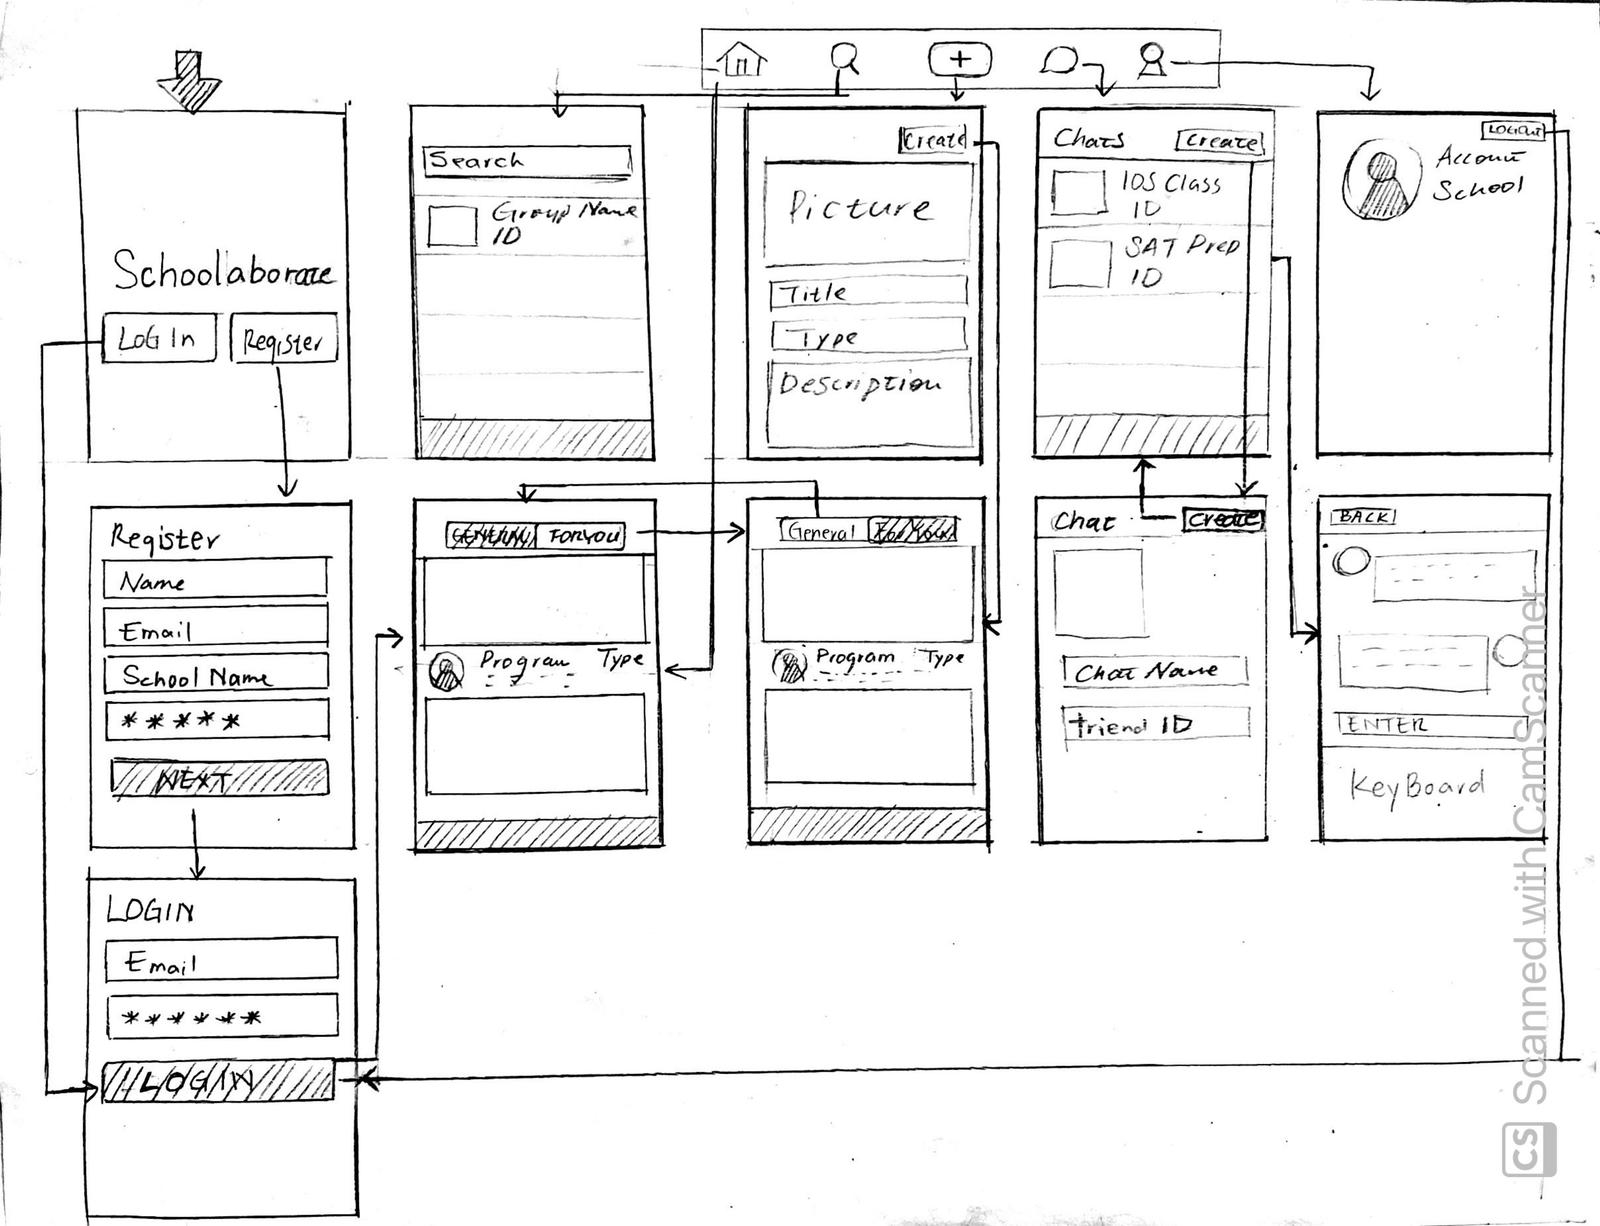 Schoolaborate
LoG In
Register
Search
Group Name
ID
Create
Picture
Title
Type
Description
Chats
Create
IOS Class
ID
SAT Prep
ID
LOGOUT
Account
School
Register
Name
Email
School Name
*****
NEXT
GENERAL
FORYOU
Program Type
General
For You
Program Type
Chat
Create
Chat Name
friend ID
BACK
ENTER
KeyBoard
LOGIN
Email
******
LOGIN
CS Scanned with CamScanner